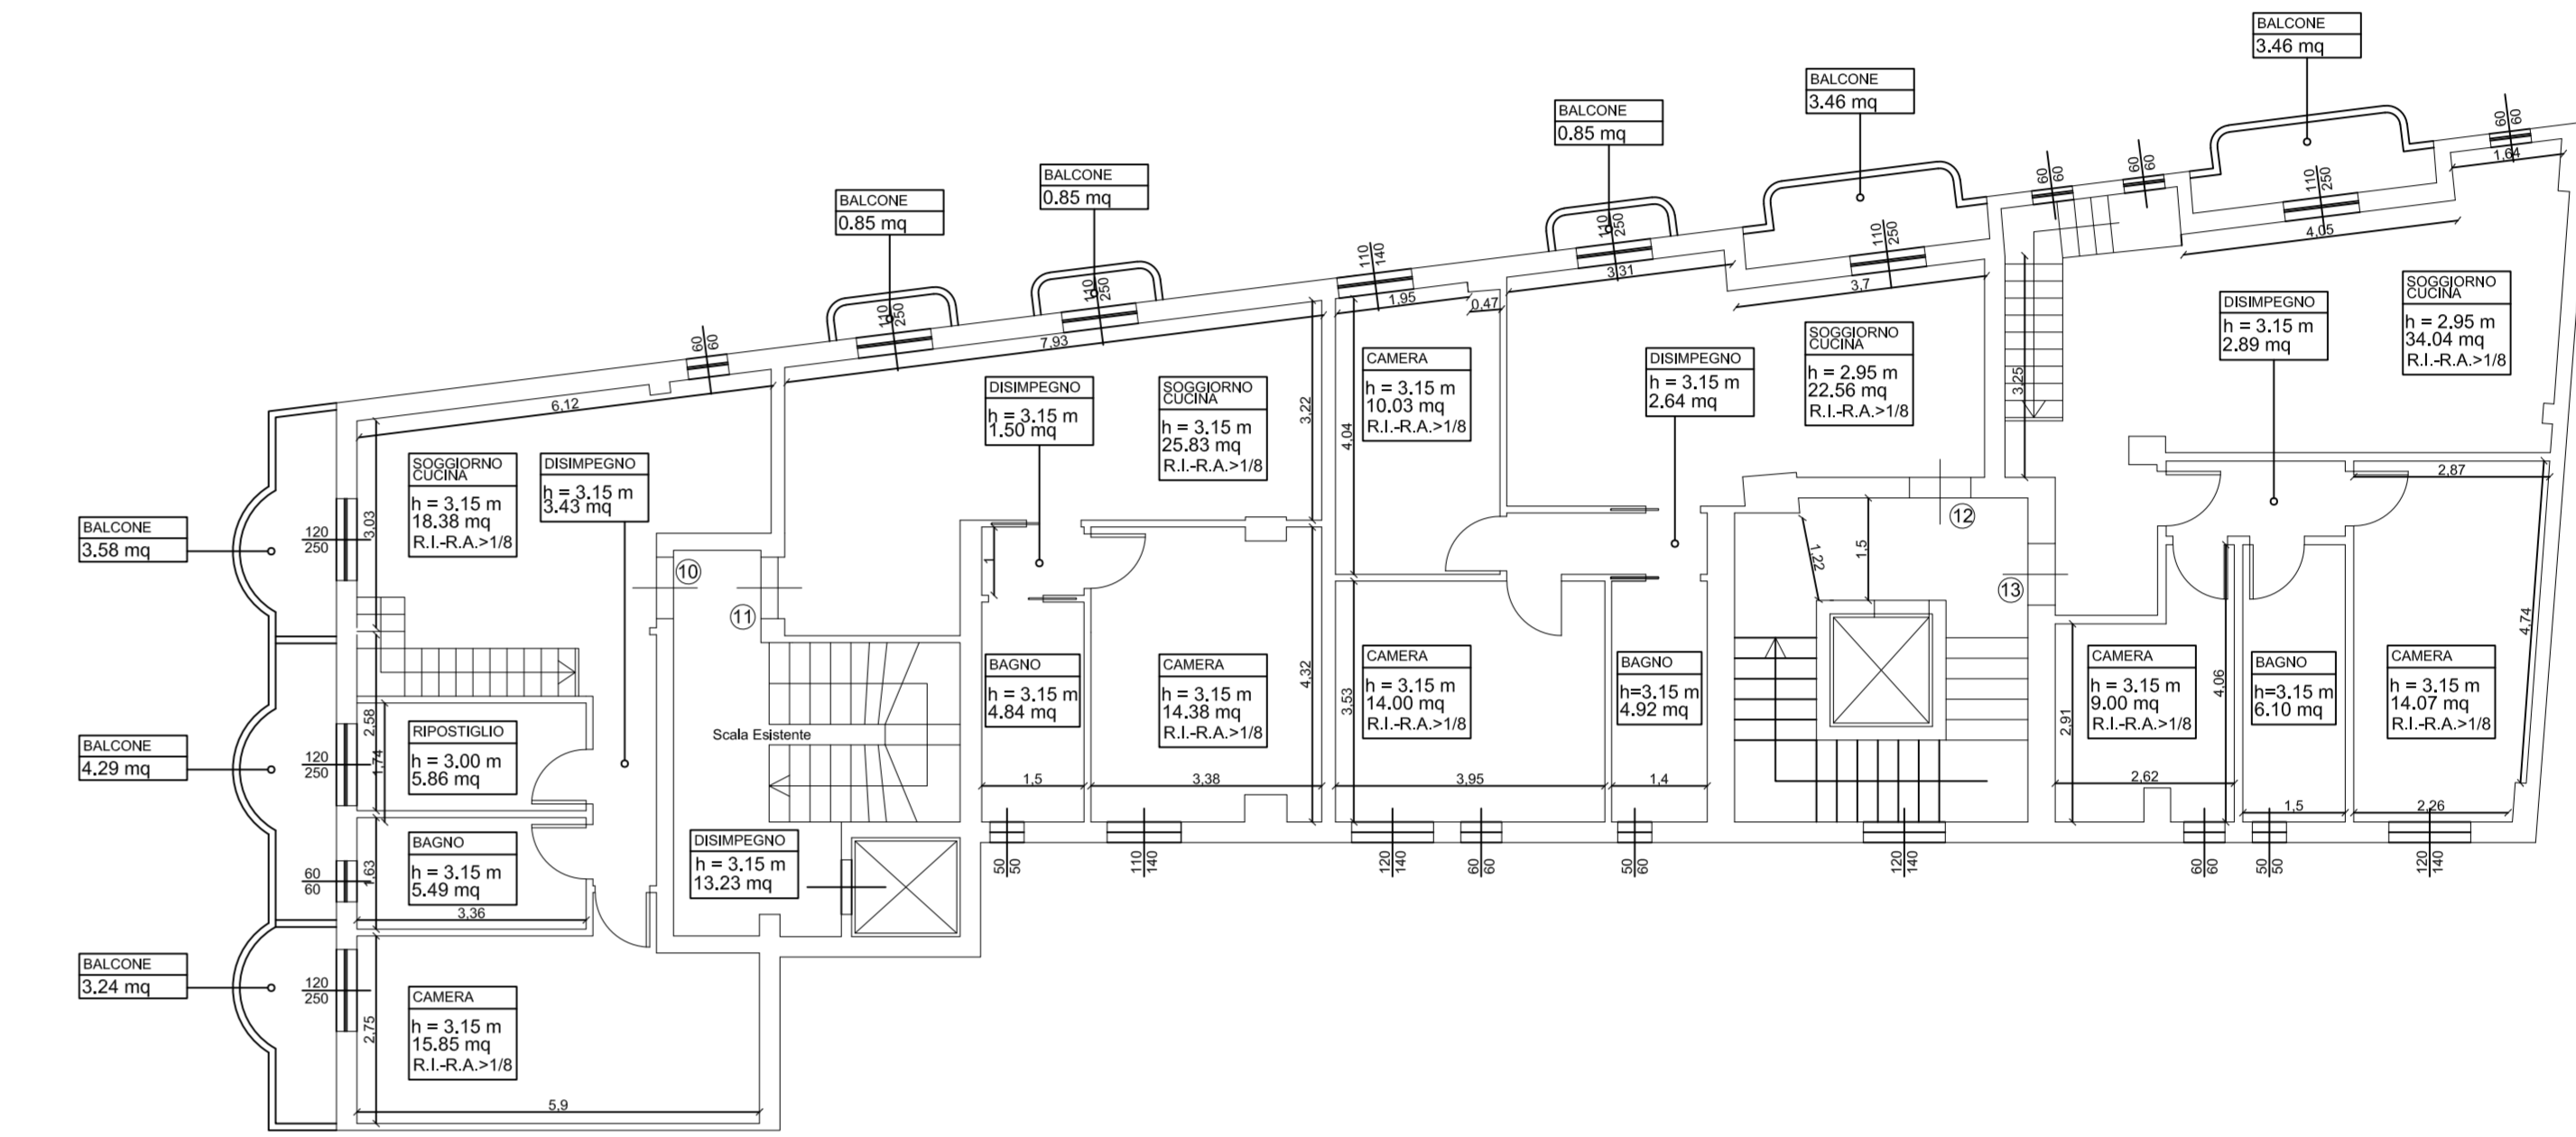 BALCONE
3.46 mq
BALCONE
3.46 mq
BALCONE
0.85 mq
BALCONE
0.85 mq
BALCONE
0.85 mq
60
60
60
60
60
60
110
250
110
250
110
250
110
140
110
250
110
250
60
60
1,64
4,05
3,7
3,31
1,95
0,47
7,93
6,12
SOGGIORNO
CUCINA
h = 2.95 m
34.04 mq
R.I.-R.A.>1/8
DISIMPEGNO
h = 3.15 m
2.89 mq
SOGGIORNO
CUCINA
h = 2.95 m
22.56 mq
R.I.-R.A.>1/8
DISIMPEGNO
h = 3.15 m
2.64 mq
CAMERA
h = 3.15 m
10.03 mq
R.I.-R.A.>1/8
SOGGIORNO
CUCINA
h = 3.15 m
25.83 mq
R.I.-R.A.>1/8
DISIMPEGNO
h = 3.15 m
1.50 mq
DISIMPEGNO
h = 3.15 m
3.43 mq
SOGGIORNO
CUCINA
h = 3.15 m
18.38 mq
R.I.-R.A.>1/8
3,25
3,22
4,04
3,03
2,87
1,5
1,22
1
12
13
10
11
BALCONE
3.58 mq
120
250
BALCONE
4.29 mq
120
250
BALCONE
3.24 mq
120
250
60
60
2,58
1,74
1,63
3,36
2,75
5,9
RIPOSTIGLIO
h = 3.00 m
5.86 mq
BAGNO
h = 3.15 m
5.49 mq
CAMERA
h = 3.15 m
15.85 mq
R.I.-R.A.>1/8
Scala Esistente
DISIMPEGNO
h = 3.15 m
13.23 mq
BAGNO
h = 3.15 m
4.84 mq
CAMERA
h = 3.15 m
14.38 mq
R.I.-R.A.>1/8
CAMERA
h = 3.15 m
14.00 mq
R.I.-R.A.>1/8
BAGNO
h=3.15 m
4.92 mq
CAMERA
h = 3.15 m
9.00 mq
R.I.-R.A.>1/8
BAGNO
h=3.15 m
6.10 mq
CAMERA
h = 3.15 m
14.07 mq
R.I.-R.A.>1/8
4,32
3,53
2,91
4,06
4,74
1,5
3,38
3,95
1,4
2,62
1,5
2,26
50
50
110
140
120
140
60
60
50
60
120
140
60
60
50
50
120
140